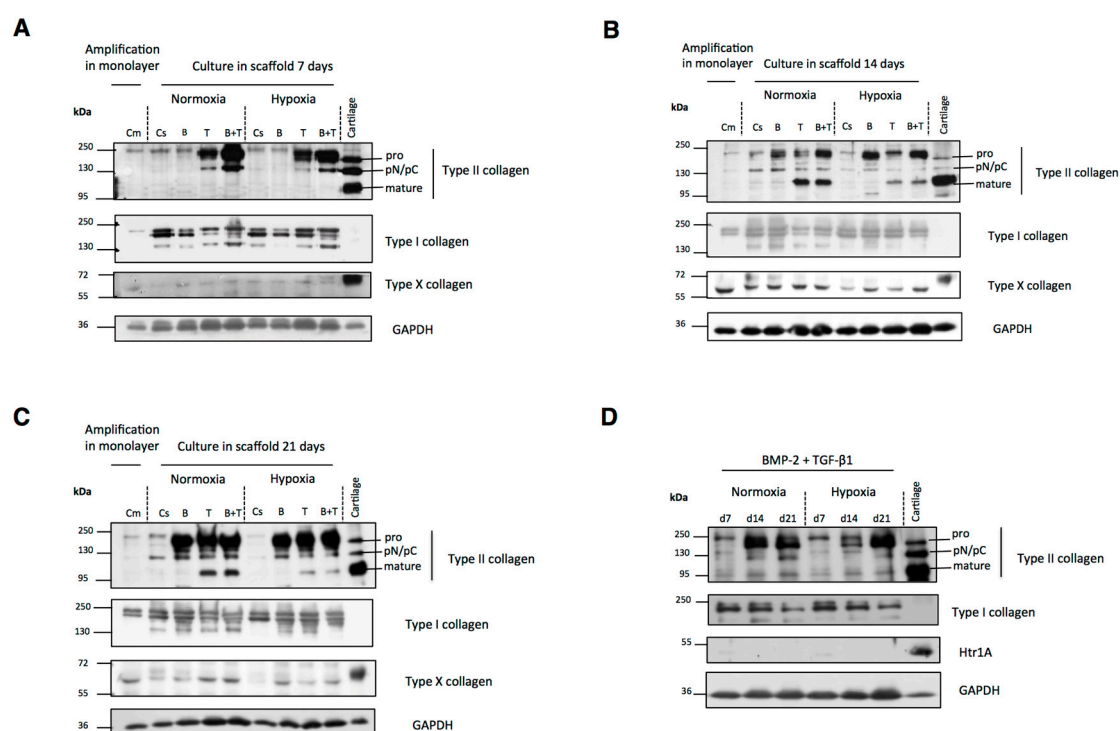 A
Amplification
in monolayer
Culture in scaffold 7 days
Normoxia
Hypoxia
kDa
Cm
Cs
B
T
B+T
Cs
B
T
B+T
Cartilage
250
130
95
pro
pN/pC
mature
Type II collagen
250
130
Type I collagen
72
55
Type X collagen
36
GAPDH
B
Amplification
in monolayer
Culture in scaffold 14 days
Normoxia
Hypoxia
kDa
Cm
Cs
B
T
B+T
Cs
B
T
B+T
Cartilage
250
130
95
pro
pN/pC
mature
Type II collagen
250
130
Type I collagen
72
55
Type X collagen
36
GAPDH
C
Amplification
in monolayer
Culture in scaffold 21 days
Normoxia
Hypoxia
kDa
Cm
Cs
B
T
B+T
Cs
B
T
B+T
Cartilage
250
130
95
pro
pN/pC
mature
Type II collagen
250
130
Type I collagen
72
55
Type X collagen
36
GAPDH
D
BMP-2 + TGF-β1
Normoxia
Hypoxia
kDa
d7
d14
d21
d7
d14
d21
Cartilage
250
130
95
pro
pN/pC
mature
Type II collagen
250
Type I collagen
55
Htr1A
36
GAPDH